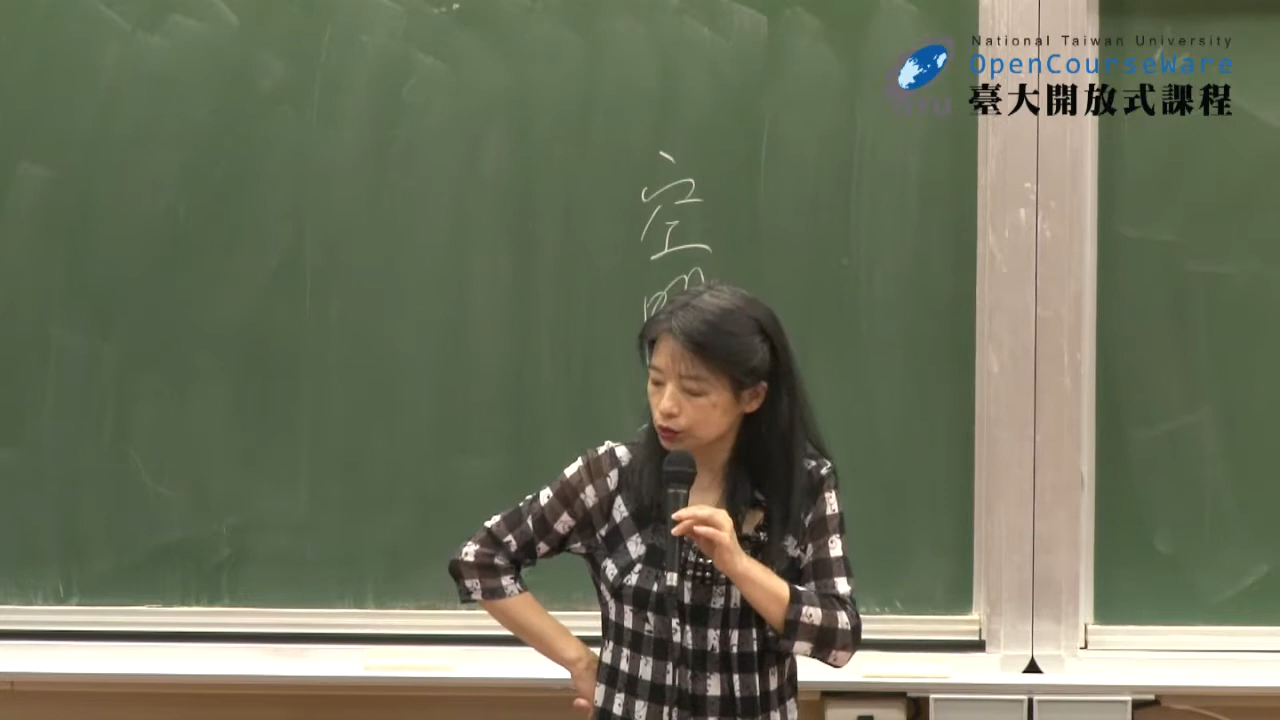 National Taiwan University
OpenCourseWare
臺大開放式課程
空